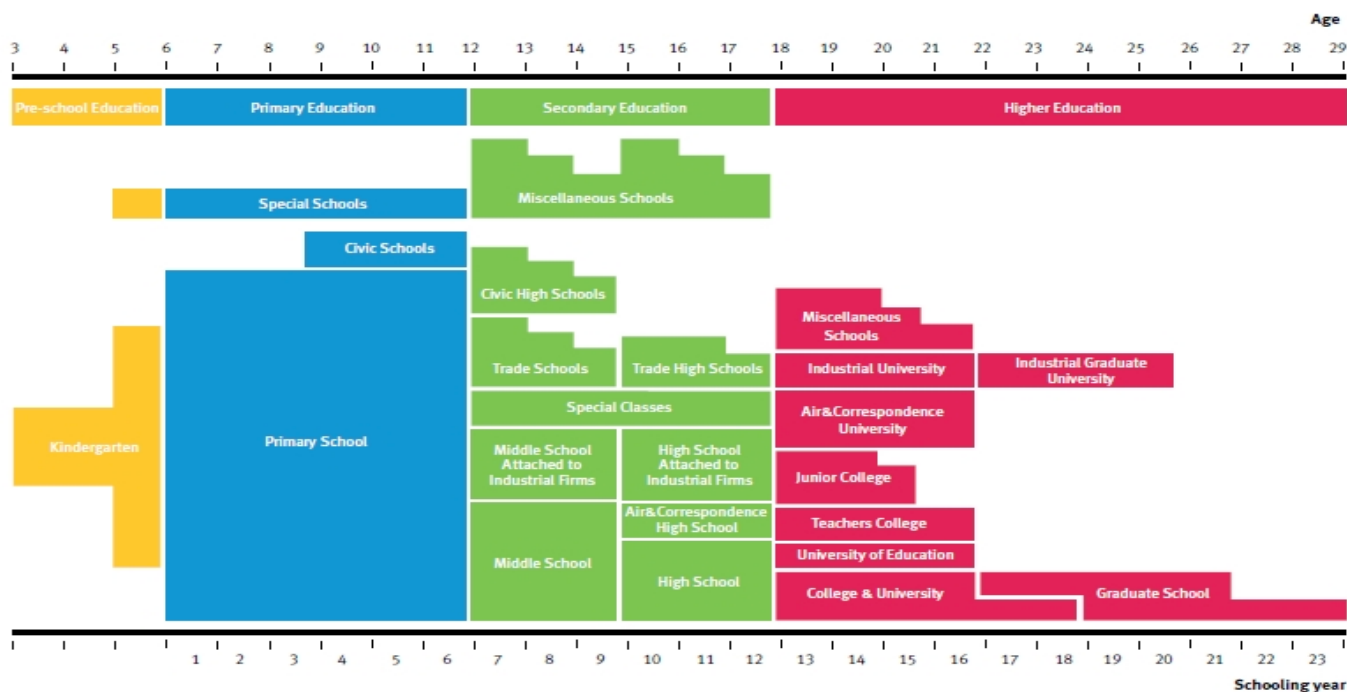 Age
3 4 5 6 7 8 9 10 11 12 13 14 15 16 17 18 19 20 21 22 23 24 25 26 27 28 29
Pre-school Education Primary Education Secondary Education Higher Education
Miscellaneous Schools
Special Schools
Civic Schools
Civic High Schools
Miscellaneous
Schools
Trade Schools
Trade High Schools
Industrial University
Industrial Graduate
University
Special Classes
Air&Correspondence
University
Kindergarten
Primary School
Middle School
Attached to
Industrial Firms
High School
Attached to
Industrial Firms
Junior College
Air&Correspondence
High School
Teachers College
Middle School
High School
University of Education
College & University
Graduate School
1 2 3 4 5 6 7 8 9 10 11 12 13 14 15 16 17 18 19 20 21 22 23
Schooling year